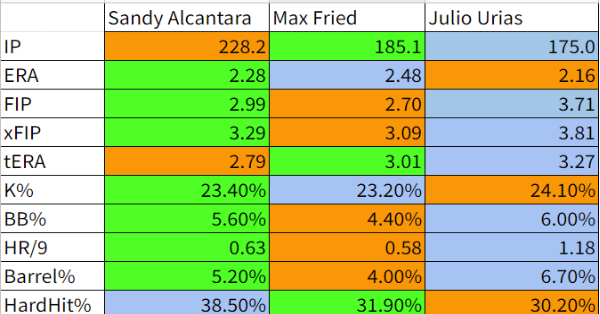 Sandy Alcantara Max Fried Julio Urias
IP 228.2 185.1 175.0
ERA 2.28 2.48 2.16
FIP 2.99 2.70 3.71
xFIP 3.29 3.09 3.81
tERA 2.79 3.01 3.27
K% 23.40% 23.20% 24.10%
BB% 5.60% 4.40% 6.00%
HR/9 0.63 0.58 1.18
Barrel% 5.20% 4.00% 6.70%
HardHit% 38.50% 31.90% 30.20%